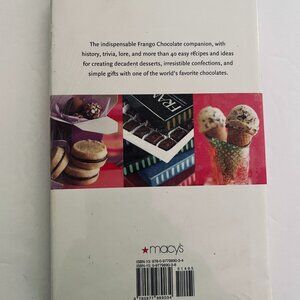 The indispensable Frango Chocolate companion, with
history, trivia, lore, and more than 40 easy recipes and ideas
for creating decadent desserts, irresistible confections, and
simple gifts with one of the world's favorite chocolates.
FRAN
★macy's